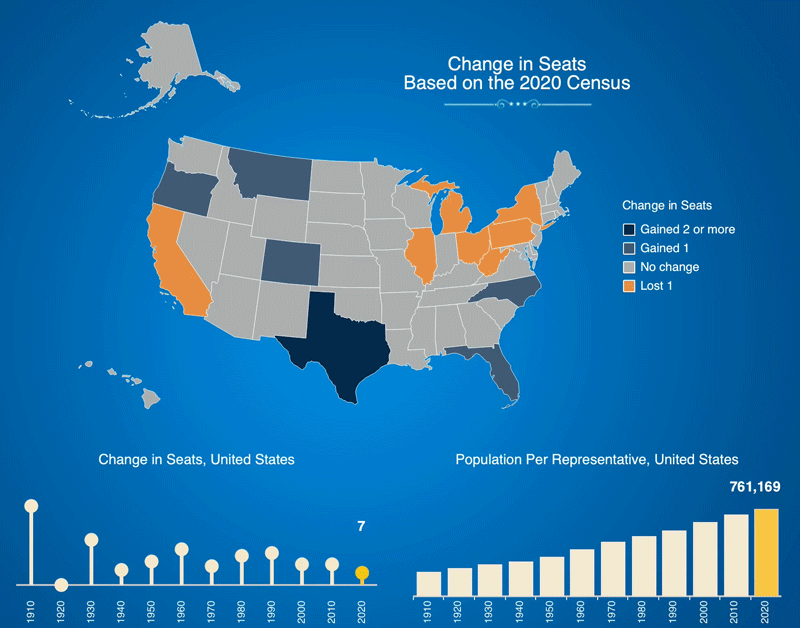 Change in Seats
Based on the 2020 Census
Change in Seats
Gained 2 or more
Gained 1
No change
Lost 1
Change in Seats, United States
7
1910
1920
1930
1940
1950
1960
1970
1980
1990
2000
2010
2020
Population Per Representative, United States
761,169
1910
1920
1930
1940
1950
1960
1970
1980
1990
2000
2010
2020